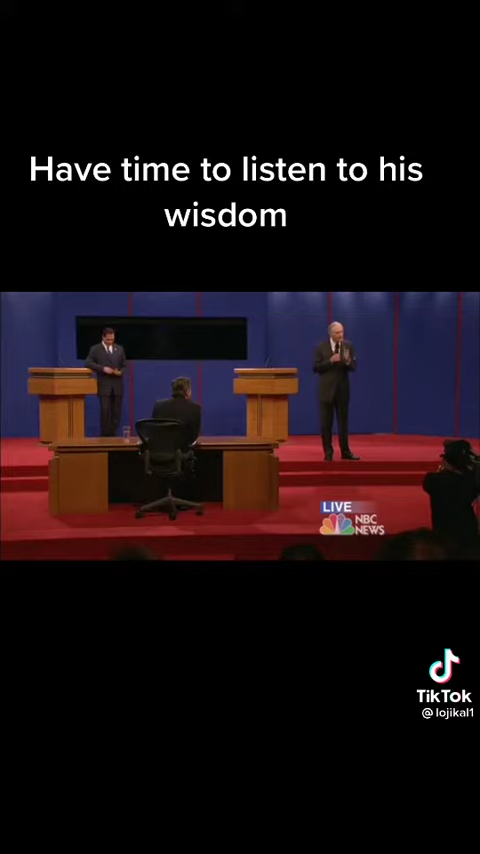 Have time to listen to his
wisdom
LIVE
NBC
NEWS
TikTok
@lojikal1